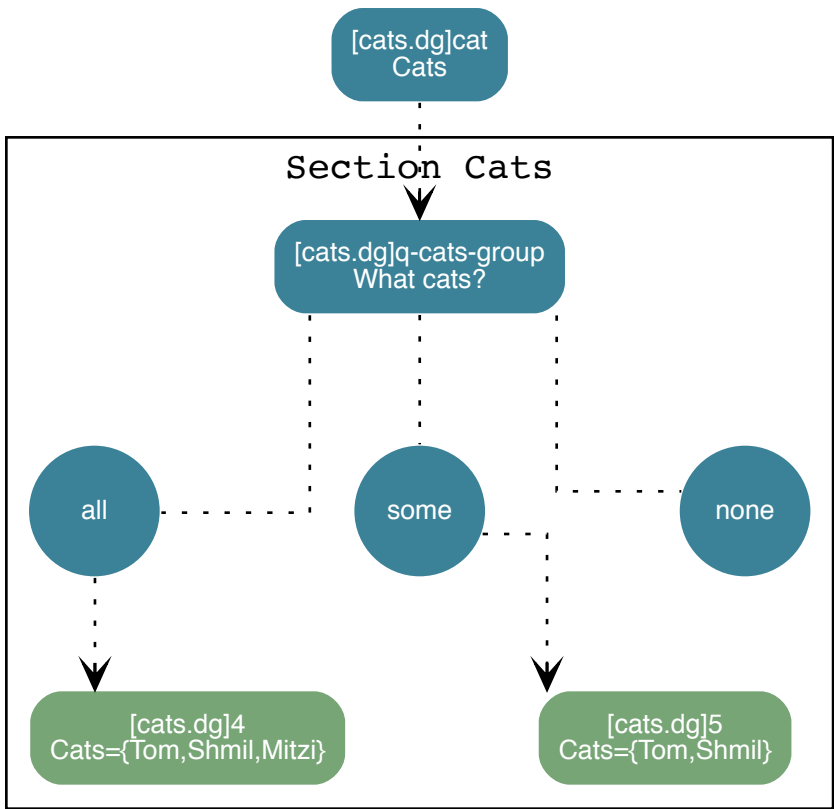 [cats.dg]cat
Cats
Section Cats
[cats.dg]q-cats-group
What cats?
all
some
none
[cats.dg]4
Cats={Tom,Shmil,Mitzi}
[cats.dg]5
Cats={Tom,Shmil}